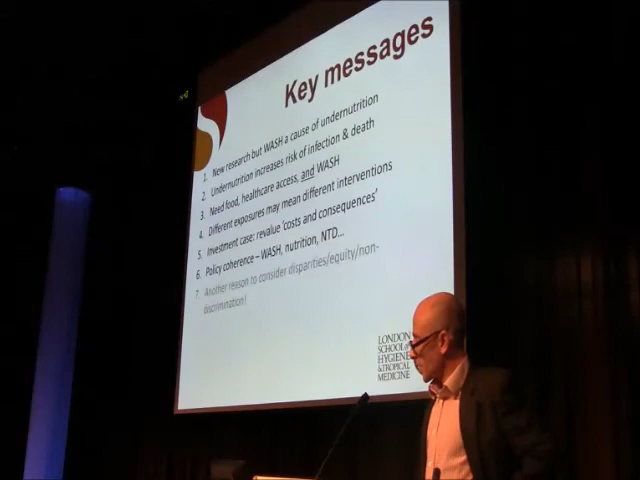 Key messages
1. New research but WASH a cause of undernutrition
2. Undernutrition increases risk of infection & death
3. Need food, healthcare access, and WASH
4. Different exposures may mean different interventions
5. Investment case: revalue 'costs and consequences'
6. Policy coherence – WASH, nutrition, NTD...
? Another reason to consider disparities/equity/non-
discrimination!
LONDON
SCHOOL of
HYGIENE
& TROPICAL
MEDICINE